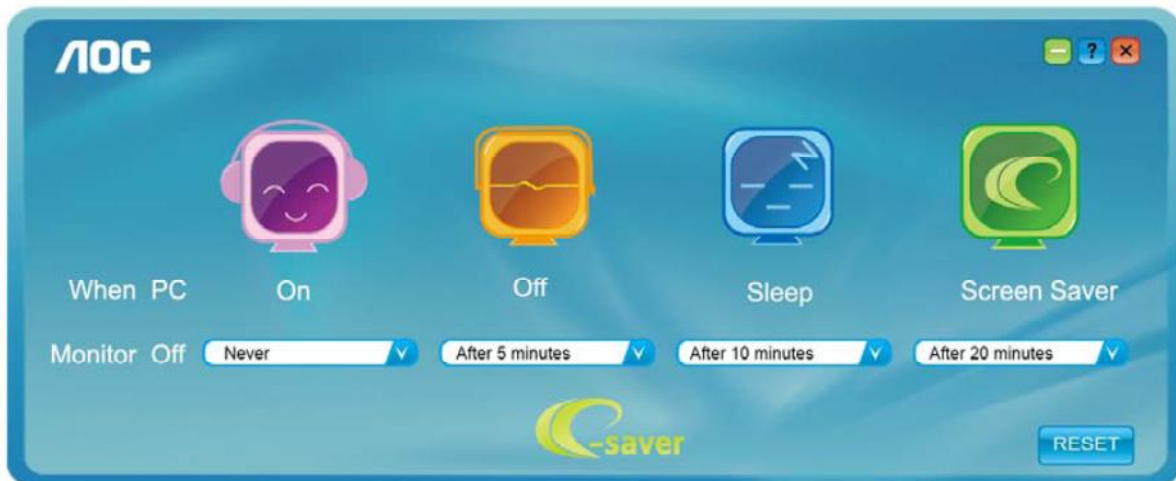 AOC
?
When PC On Off Sleep Screen Saver
Monitor Off Never After 5 minutes After 10 minutes After 20 minutes
e-saver
RESET